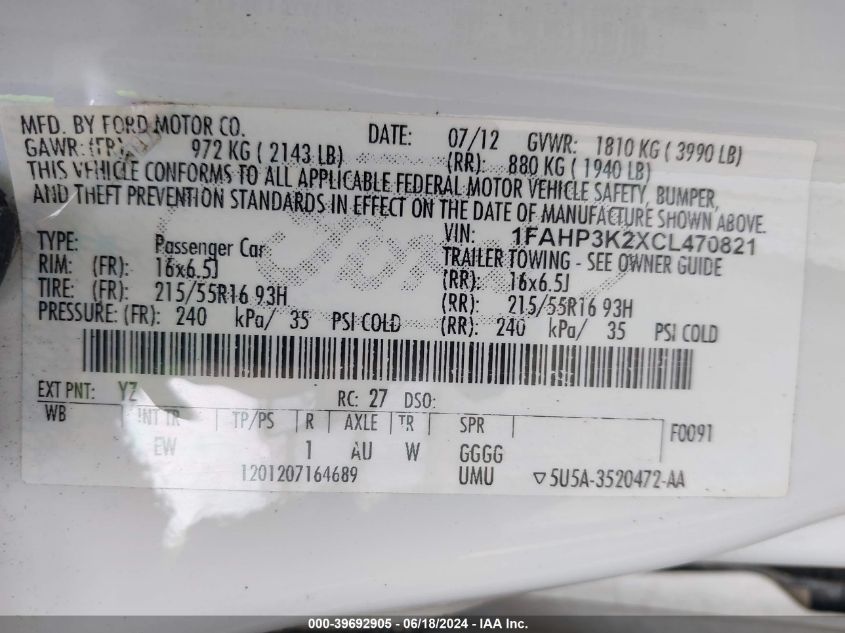 MFD. BY FORD MOTOR CO. DATE: 07/12 GVWR: 1810 KG ( 3990 LB)
GAWR: (FR) 972 KG ( 2143 LB) (RR): 880 KG ( 1940 LB)
THIS VEHICLE CONFORMS TO ALL APPLICABLE FEDERAL MOTOR VEHICLE SAFETY, BUMPER,
AND THEFT PREVENTION STANDARDS IN EFFECT ON THE DATE OF MANUFACTURE SHOWN ABOVE.
VIN: 1FAHP3K2XCL470821
TYPE: Passenger Car TRAILER TOWING - SEE OWNER GUIDE
RIM: (FR): 16x6.5J (RR): 16x6.5J
TIRE: (FR): 215/55R16 93H (RR): 215/55R16 93H
PRESSURE: (FR): 240 kPa/ 35 PSI COLD (RR): 240 kPa/ 35 PSI COLD
EXT PNT: YZ RC: 27 DSO:
WB INT TR TP/PS R AXLE TR SPR F0091
EW 1 AU W GGGG
1201207164689 UMU ▽5U5A-3520472-AA
000-39692905 - 06/18/2024 - IAA Inc.